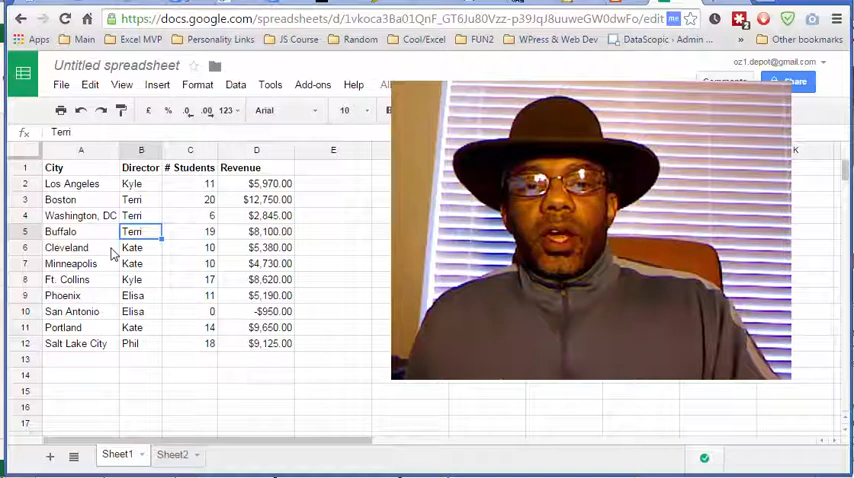 https://docs.google.com/spreadsheets/d/1vkoca3Ba01QnF_GT6Ju80Vzz-p39JqJ8uuweGW0dwFo/edit me
Apps Main Excel MVP Personality Links JS Course Random Cool/Excel FUN2 WPress & Web Dev DataScopic › Admin ... » Other bookmarks
Untitled spreadsheet
oz1.depot@gmail.com
File Edit View Insert Format Data Tools Add-ons Help
Comments Share
£ % .0 .00 123 Arial 10
fx Terri
A B C D E K
1 City Director # Students Revenue
2 Los Angeles Kyle 11 $5,970.00
3 Boston Terri 20 $12,750.00
4 Washington, DC Terri 6 $2,845.00
5 Buffalo Terri 19 $8,100.00
6 Cleveland Kate 10 $5,380.00
7 Minneapolis Kate 10 $4,730.00
8 Ft. Collins Kyle 17 $8,620.00
9 Phoenix Elisa 11 $5,190.00
10 San Antonio Elisa 0 -$950.00
11 Portland Kate 14 $9,650.00
12 Salt Lake City Phil 18 $9,125.00
13
14
15
16
17
Sheet1 Sheet2